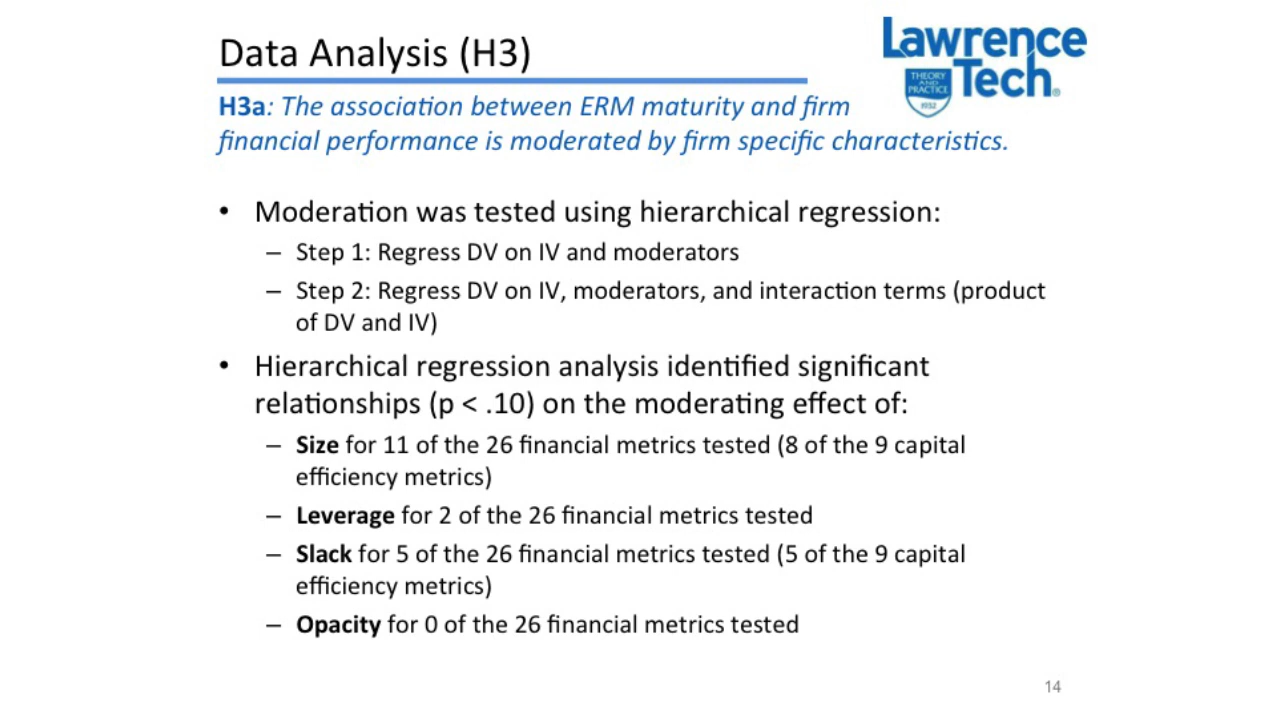 Data Analysis (H3)
Lawrence
Tech
THEORY
AND
PRACTICE
1932
H3a: The association between ERM maturity and firm
financial performance is moderated by firm specific characteristics.
• Moderation was tested using hierarchical regression:
– Step 1: Regress DV on IV and moderators
– Step 2: Regress DV on IV, moderators, and interaction terms (product
of DV and IV)
• Hierarchical regression analysis identified significant
relationships (p < .10) on the moderating effect of:
– Size for 11 of the 26 financial metrics tested (8 of the 9 capital
efficiency metrics)
– Leverage for 2 of the 26 financial metrics tested
– Slack for 5 of the 26 financial metrics tested (5 of the 9 capital
efficiency metrics)
– Opacity for 0 of the 26 financial metrics tested
14